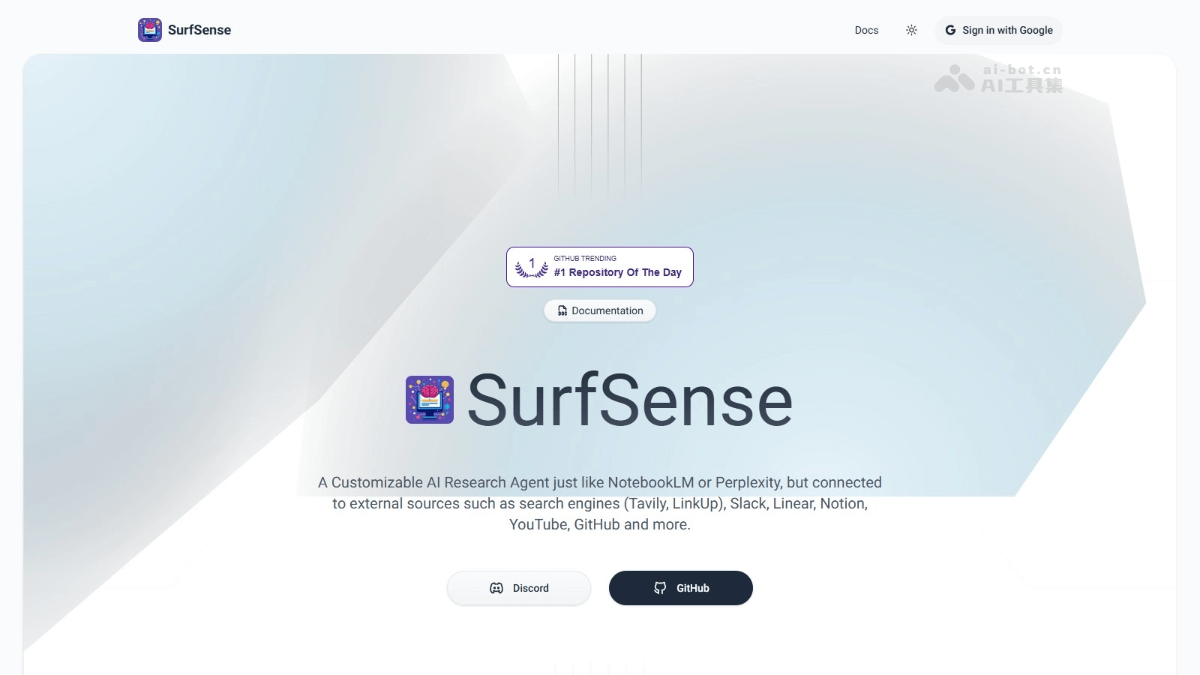 SurfSense
Docs
Sign in with Google
ai-bot.cn
AI工具集
1
GITHUB TRENDING
#1 Repository Of The Day
Documentation
SurfSense
A Customizable AI Research Agent just like NotebookLM or Perplexity, but connected
to external sources such as search engines (Tavily, LinkUp), Slack, Linear, Notion,
YouTube, GitHub and more.
Discord
GitHub